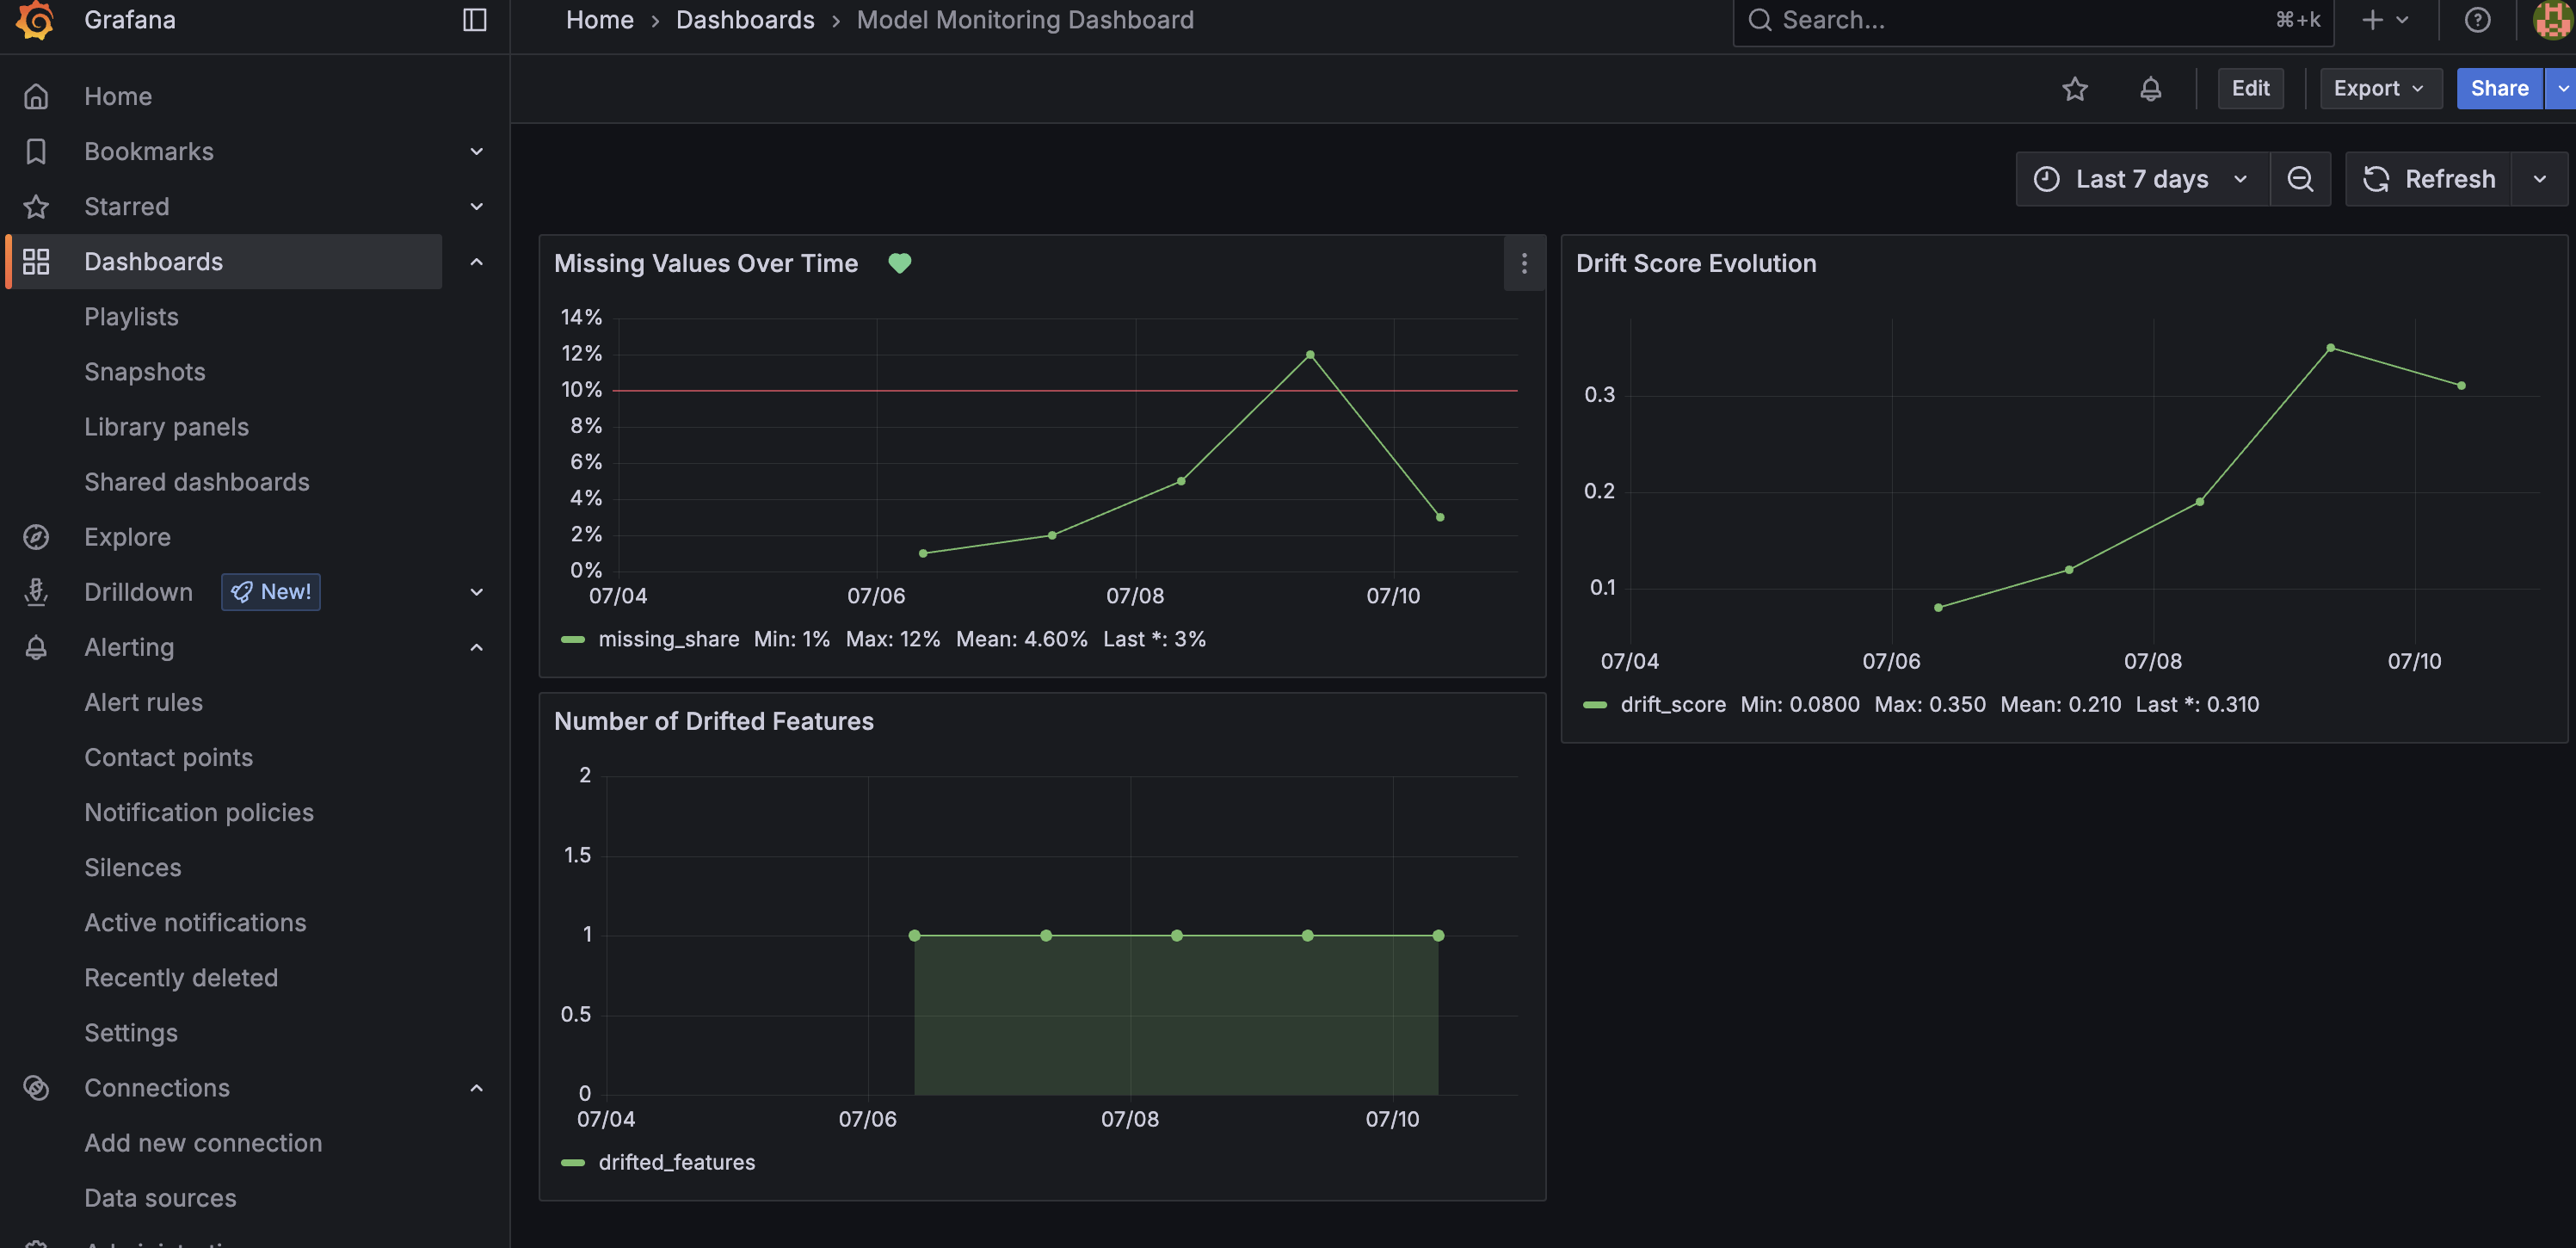 Grafana
Home › Dashboards › Model Monitoring Dashboard
Search...
⌘+k
Edit
Export
Share
Home
Bookmarks
Starred
Dashboards
Playlists
Snapshots
Library panels
Shared dashboards
Explore
Drilldown New!
Alerting
Alert rules
Contact points
Notification policies
Silences
Active notifications
Recently deleted
Settings
Connections
Add new connection
Data sources
Last 7 days
Refresh
Missing Values Over Time
14%
12%
10%
8%
6%
4%
2%
0%
07/04 07/06 07/08 07/10
missing_share Min: 1% Max: 12% Mean: 4.60% Last *: 3%
Drift Score Evolution
0.3
0.2
0.1
07/04 07/06 07/08 07/10
drift_score Min: 0.0800 Max: 0.350 Mean: 0.210 Last *: 0.310
Number of Drifted Features
2
1.5
1
0.5
0
07/04 07/06 07/08 07/10
drifted_features